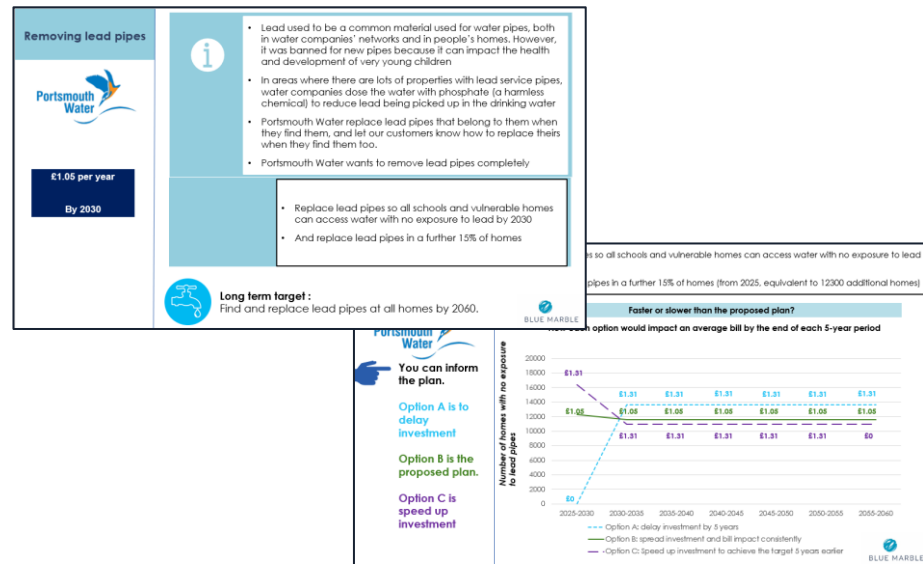 Removing lead pipes
Portsmouth
Water
£1.05 per year
By 2030
i
• Lead used to be a common material used for water pipes, both
in water companies' networks and in people's homes. However,
it was banned for new pipes because it can impact the health
and development of very young children
• In areas where there are lots of properties with lead service pipes,
water companies dose the water with phosphate (a harmless
chemical) to reduce lead being picked up in the drinking water
• Portsmouth Water replace lead pipes that belong to them when
they find them, and let our customers know how to replace theirs
when they find them too.
• Portsmouth Water wants to remove lead pipes completely
• Replace lead pipes so all schools and vulnerable homes
can access water with no exposure to lead by 2030
• And replace lead pipes in a further 15% of homes
Long term target :
Find and replace lead pipes at all homes by 2060.
BLUE MARBLE
so all schools and vulnerable homes can access water with no exposure to lead
pipes in a further 15% of homes (from 2025, equivalent to 12300 additional homes)
Faster or slower than the proposed plan?
option would impact an average bill by the end of each 5-year period
Portsmouth
Water
You can inform
the plan.
Option A is to
delay
investment
Option B is the
proposed plan.
Option C is
speed up
investment
Number of homes with no exposure
to lead pipes
20000
18000
16000
14000
12000
10000
8000
6000
4000
2000
0
£1.31
£1.31 £1.31 £1.31 £1.31 £1.31 £1.31
£1.05 £1.05 £1.05 £1.05 £1.05 £1.05 £1.05
£1.31 £1.31 £1.31 £1.31 £1.31 £0
£0
2025-2030 2030-2035 2035-2040 2040-2045 2045-2050 2050-2055 2055-2060
Option A: delay investment by 5 years
Option B: spread investment and bill impact consistently
Option C: Speed up investment to achieve the target 5 years earlier
BLUE MARBLE